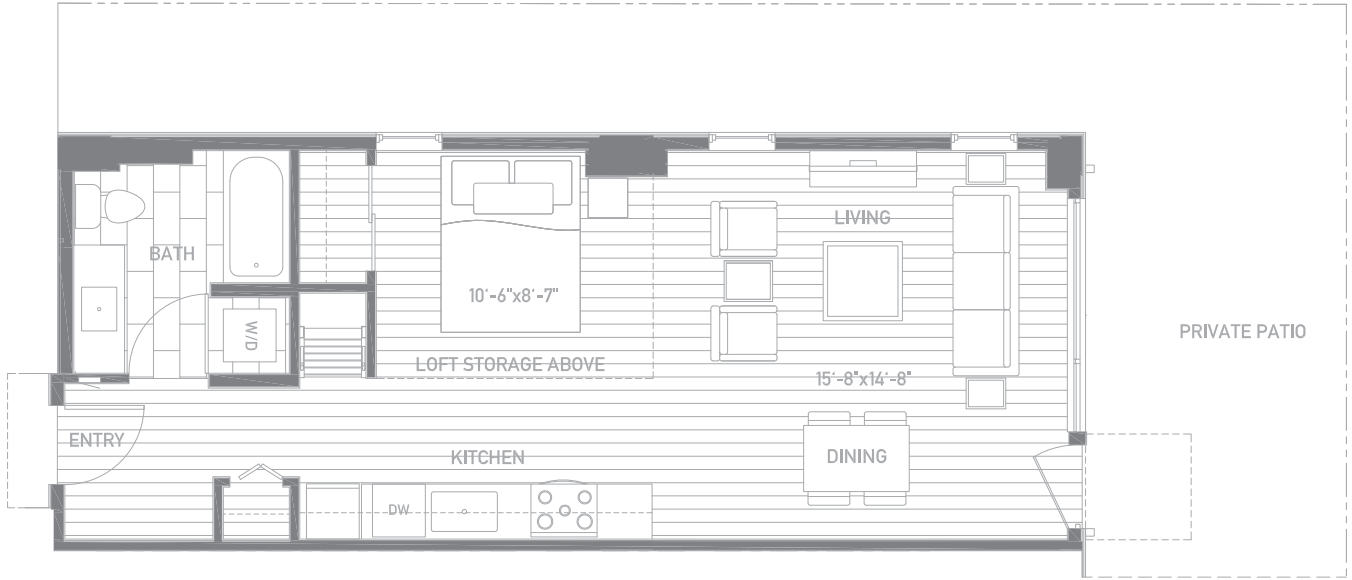 LIVING
BATH
10'-6"x8'-7"
W/D
PRIVATE PATIO
LOFT STORAGE ABOVE
15'-8"x14'-8"
ENTRY
KITCHEN
DINING
DW